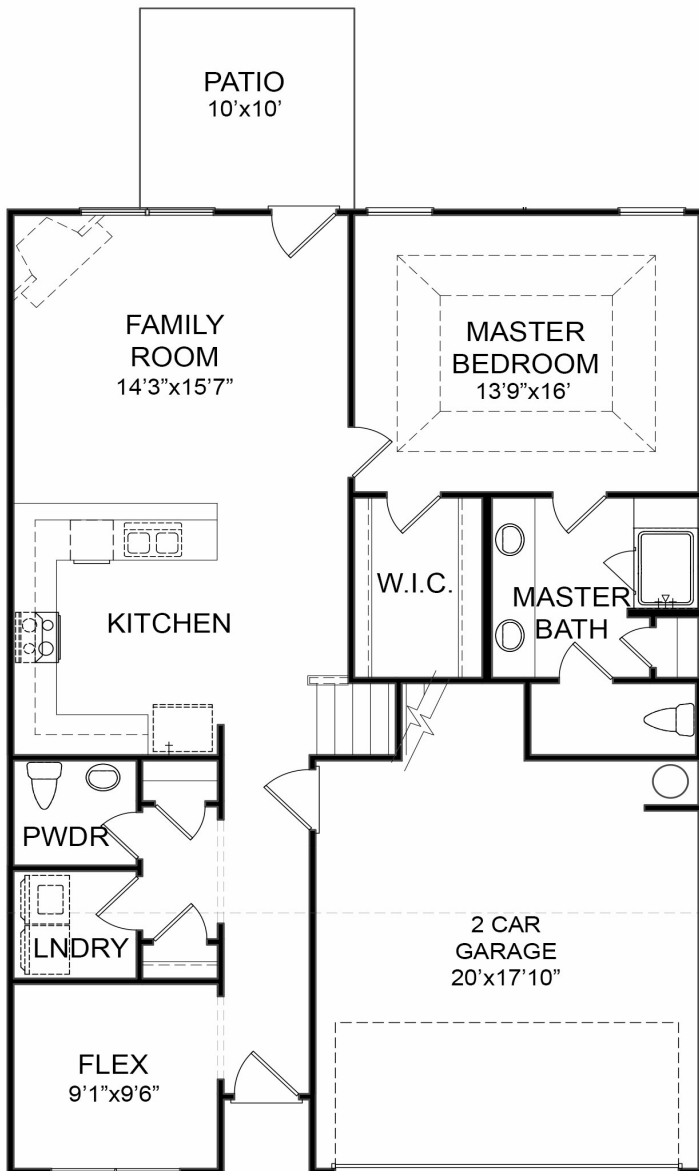 PATIO
10’x10’
FAMILY
ROOM
14’3”x15’7”
MASTER
BEDROOM
13’9”x16’
W.I.C.
MASTER
BATH
KITCHEN
PWDR
LNDRY
2 CAR
GARAGE
20’x17’10”
FLEX
9’1”x9’6”